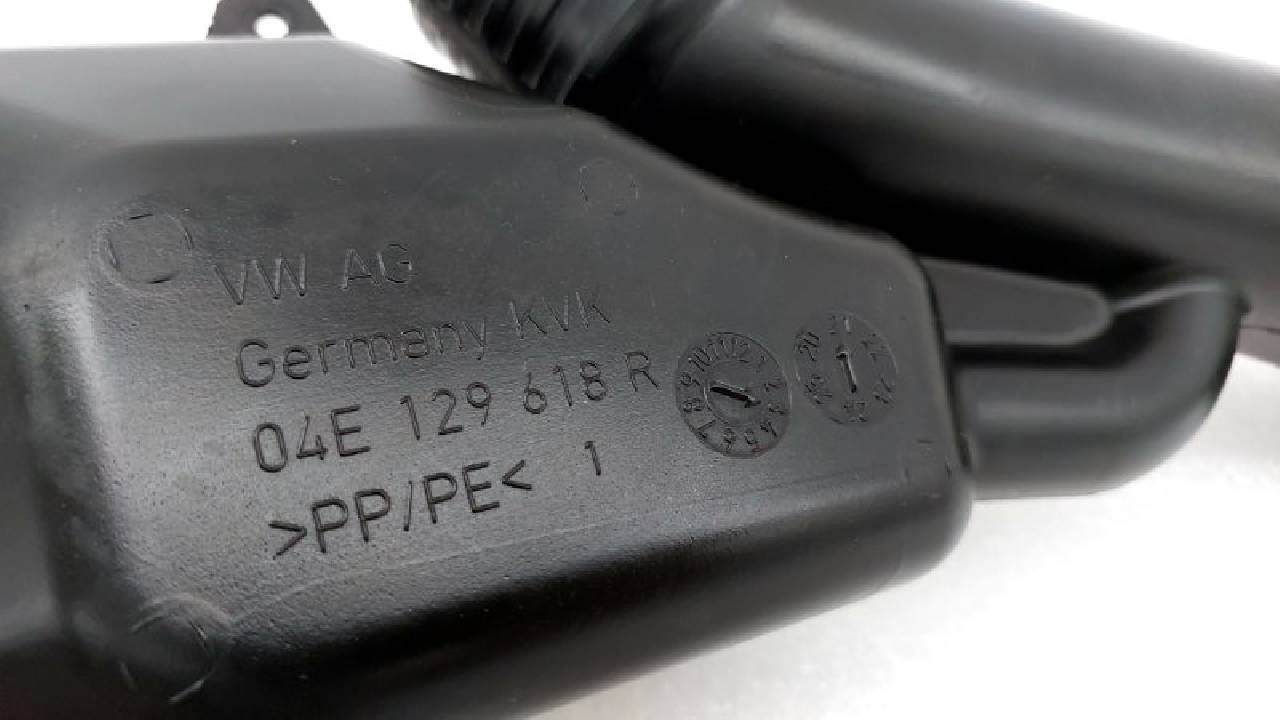 VW AG
Germany KVK
04E 129 618 R
>PP/PE< 1